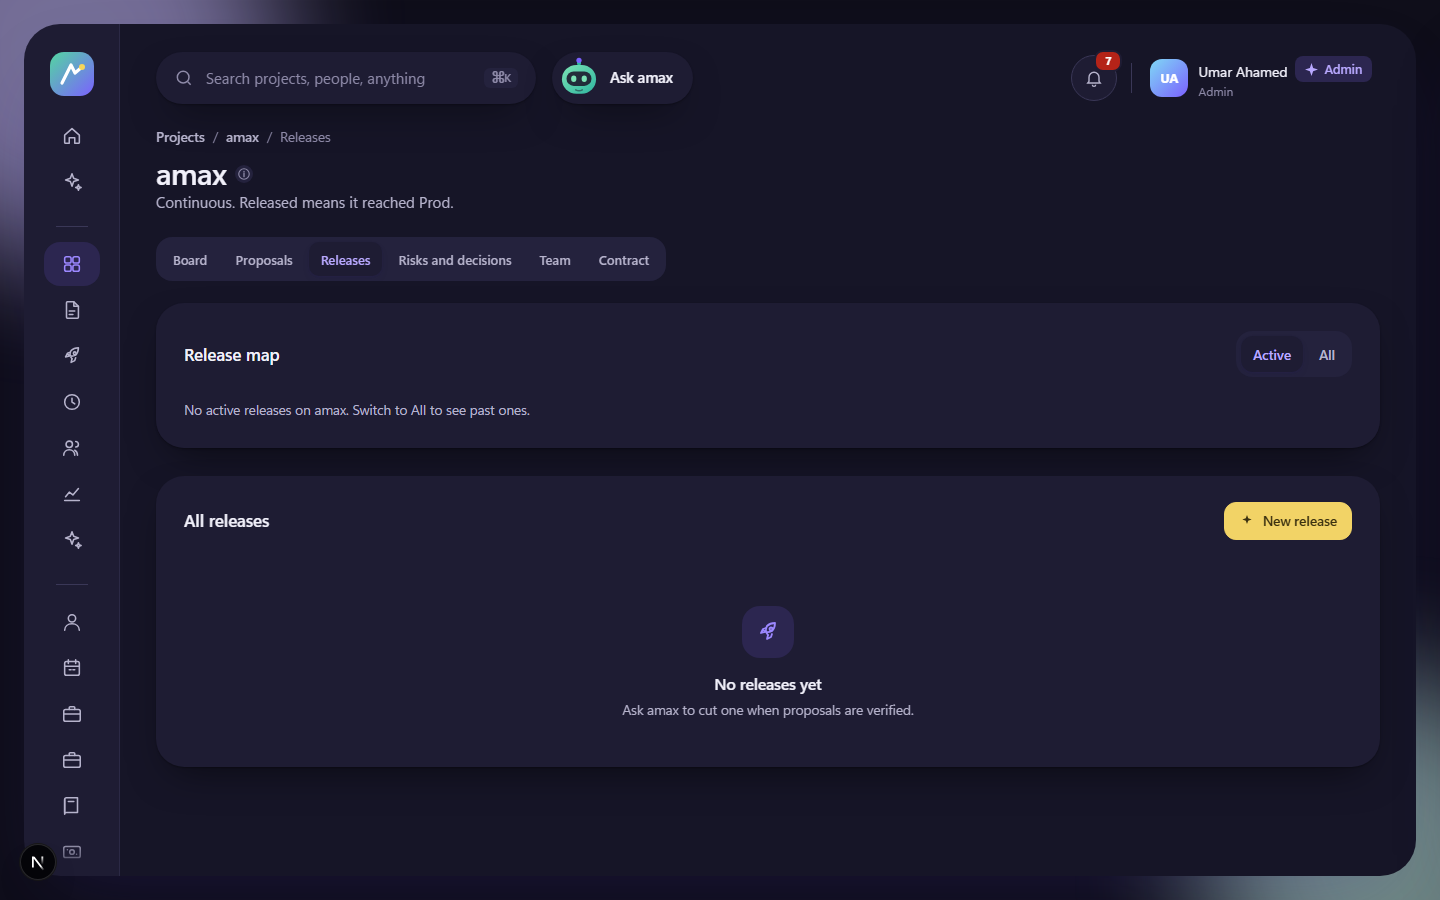 Search projects, people, anything
⌘K
Ask amax
7
UA
Umar Ahamed
Admin
Admin
Projects / amax / Releases
amax
Continuous. Released means it reached Prod.
Board
Proposals
Releases
Risks and decisions
Team
Contract
Release map
Active
All
No active releases on amax. Switch to All to see past ones.
All releases
New release
No releases yet
Ask amax to cut one when proposals are verified.
N